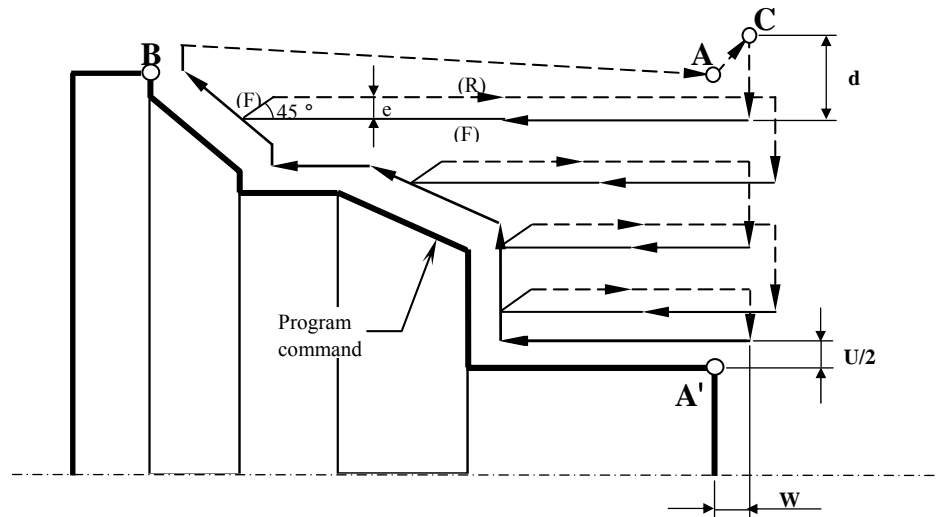 C
B
A
(R)
d
(F)
45 °
e
(F)
Program
command
U/2
A'
W